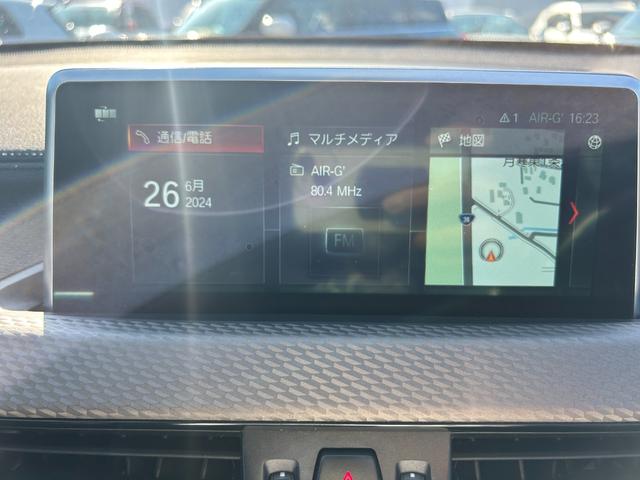 1 AIR-G' 16:23
通信/電話
マルチメディア
地図
26
6月
2024
AIR-G'
80.4 MHz
FM